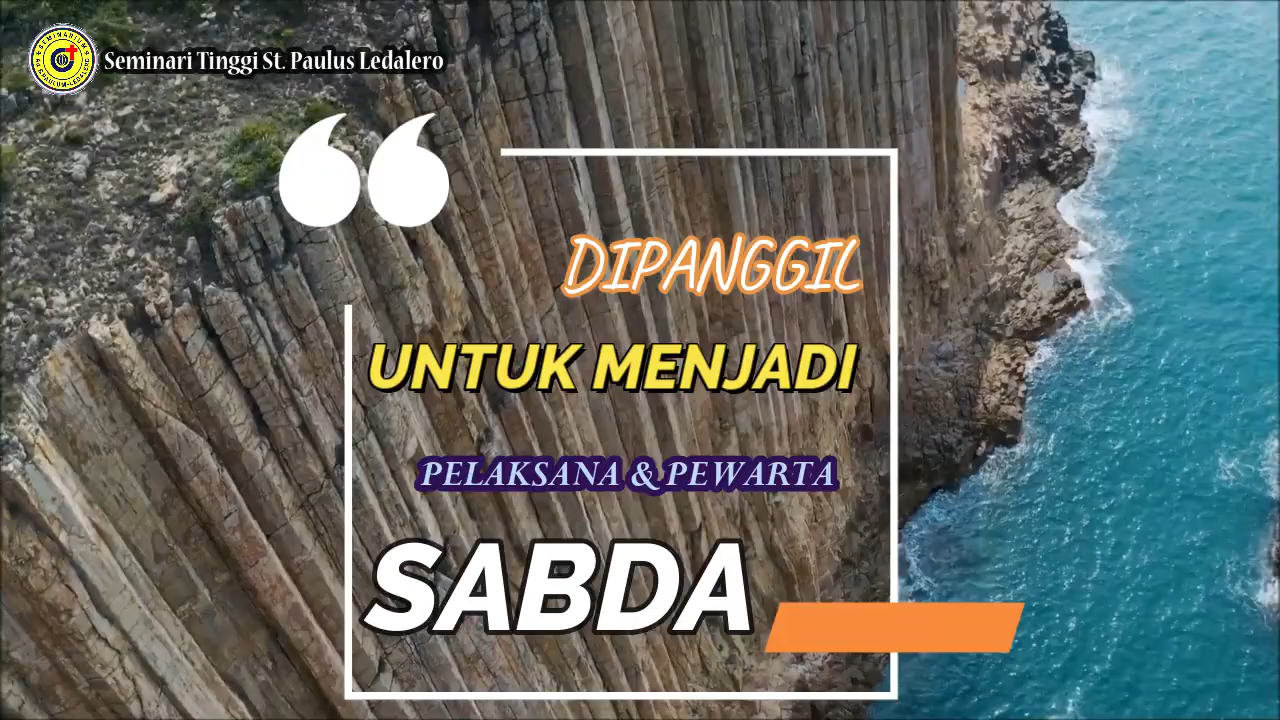 Seminari Tinggi St. Paulus Ledalero
DIPANGGIL
UNTUK MENJADI
PELAKSANA & PEWARTA
SABDA